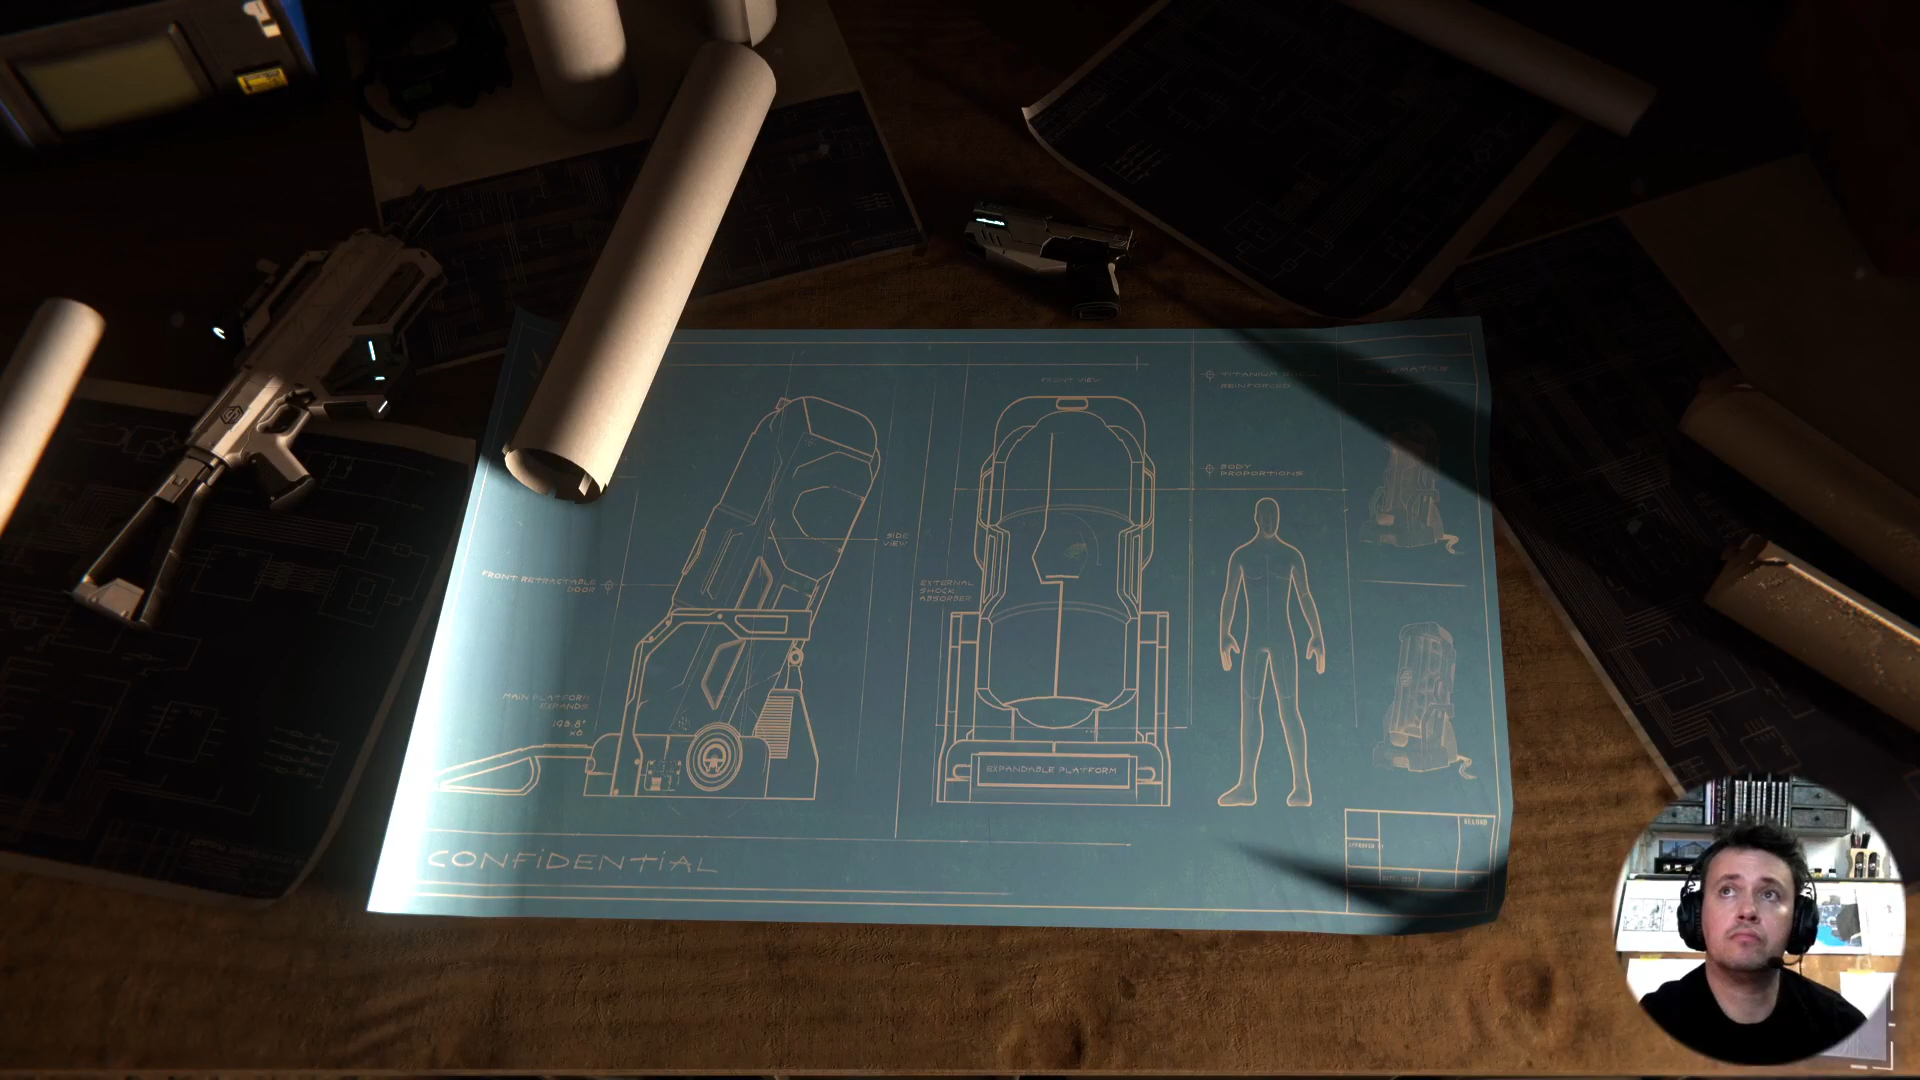 FRONT VIEW
TITANIUM
REINFORCED
BODY
PROPORTIONS
SIDE
VIEW
FRONT RETRACTABLE
DOOR
EXTERNAL
SHOCK
ABSORBER
MAIN PLATFORM
EXPANDS
EXPANDABLE PLATFORM
CONFiDENTiAL